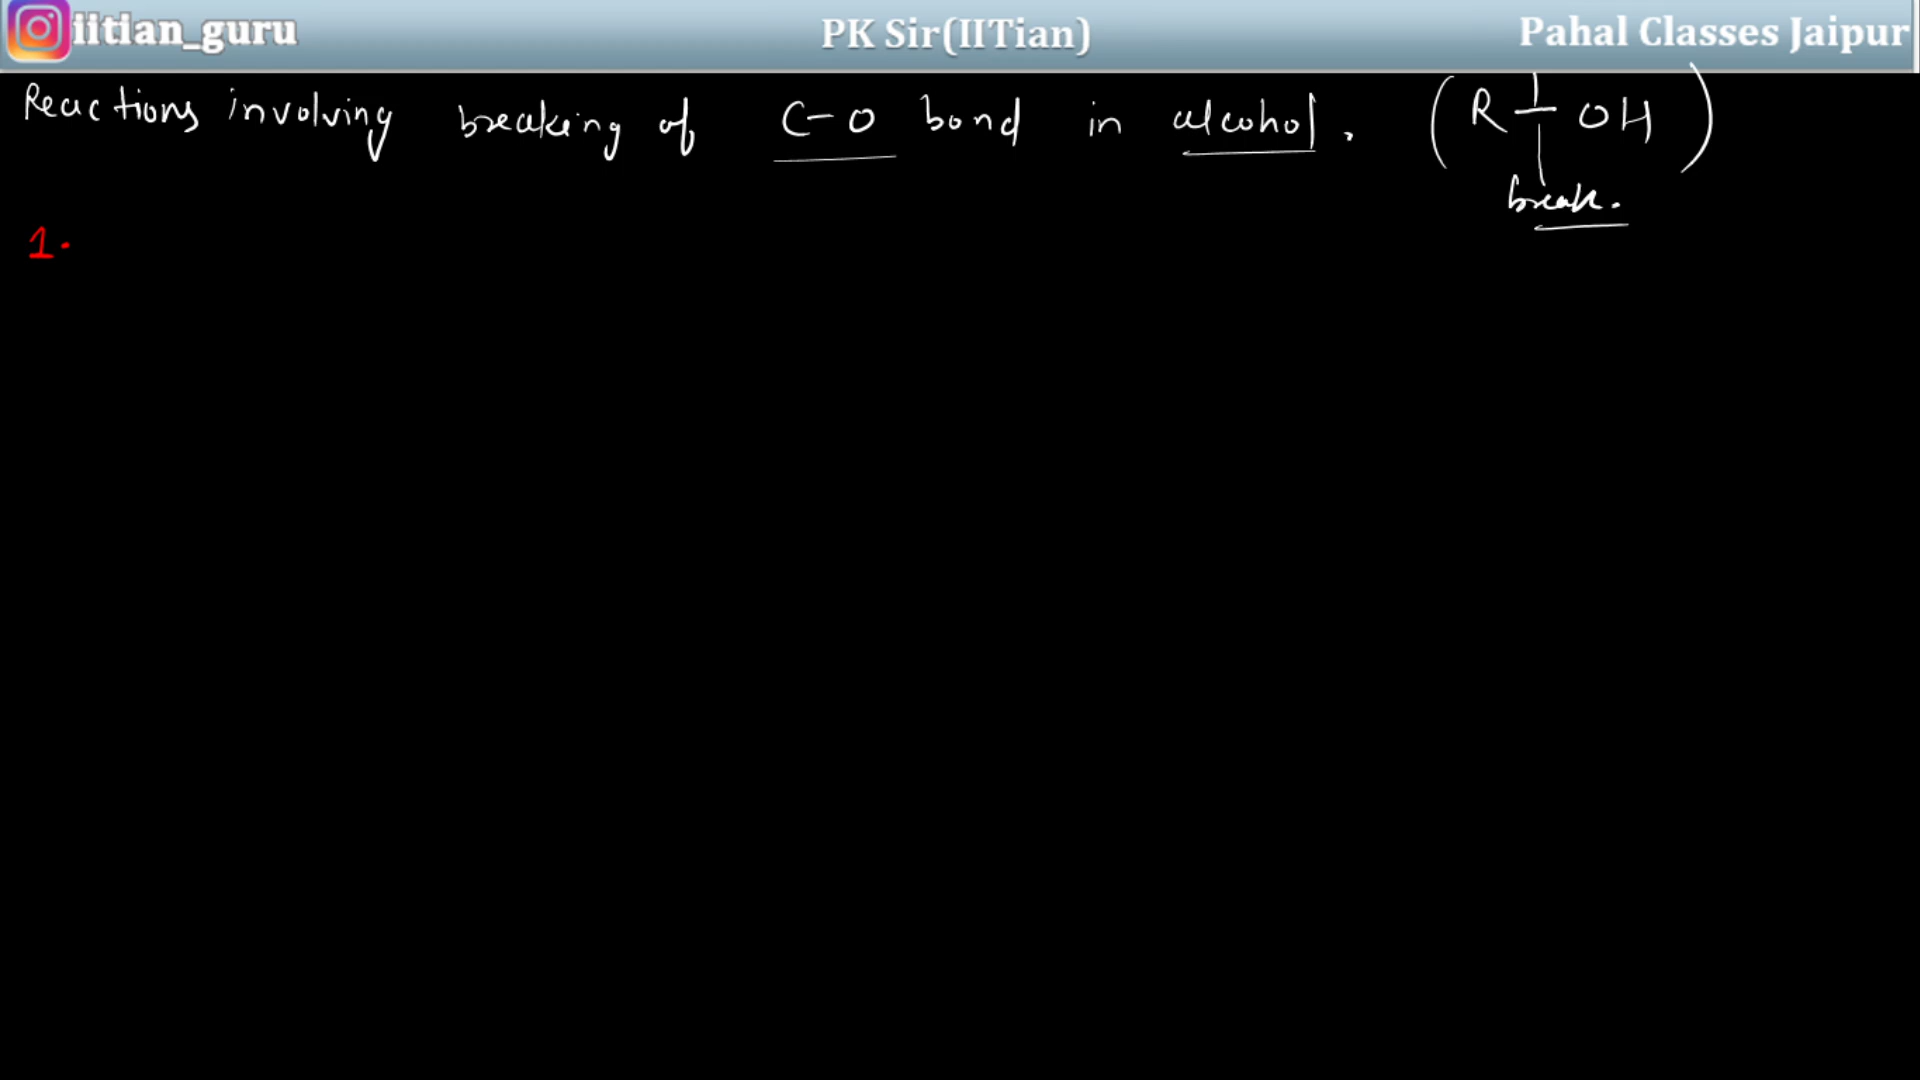 iitian_guru PK Sir(IITian) Pahal Classes Jaipur
Reactions involving breaking of C-O bond in alcohol. (R-OH)
break.
1.